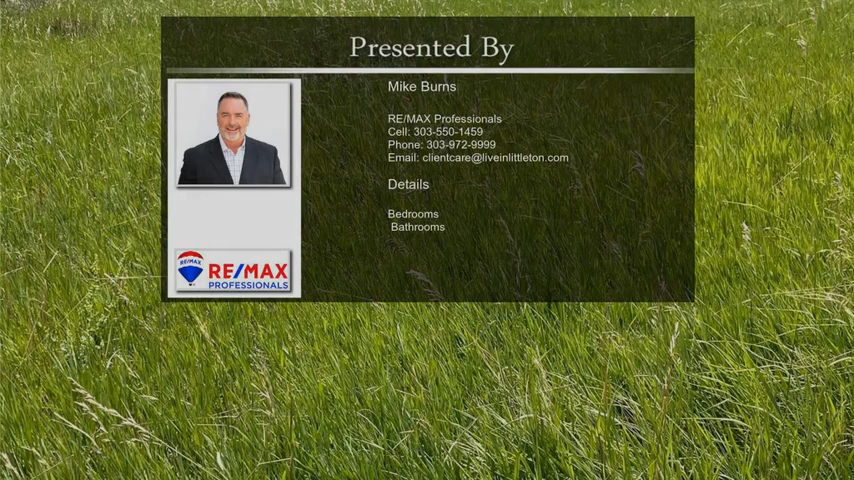 Presented By
Mike Burns
RE/MAX Professionals
Cell: 303-550-1459
Phone: 303-972-9999
Email: clientcare@liveinlittleton.com
Details
Bedrooms
Bathrooms
RE/MAX
RE/MAX
PROFESSIONALS